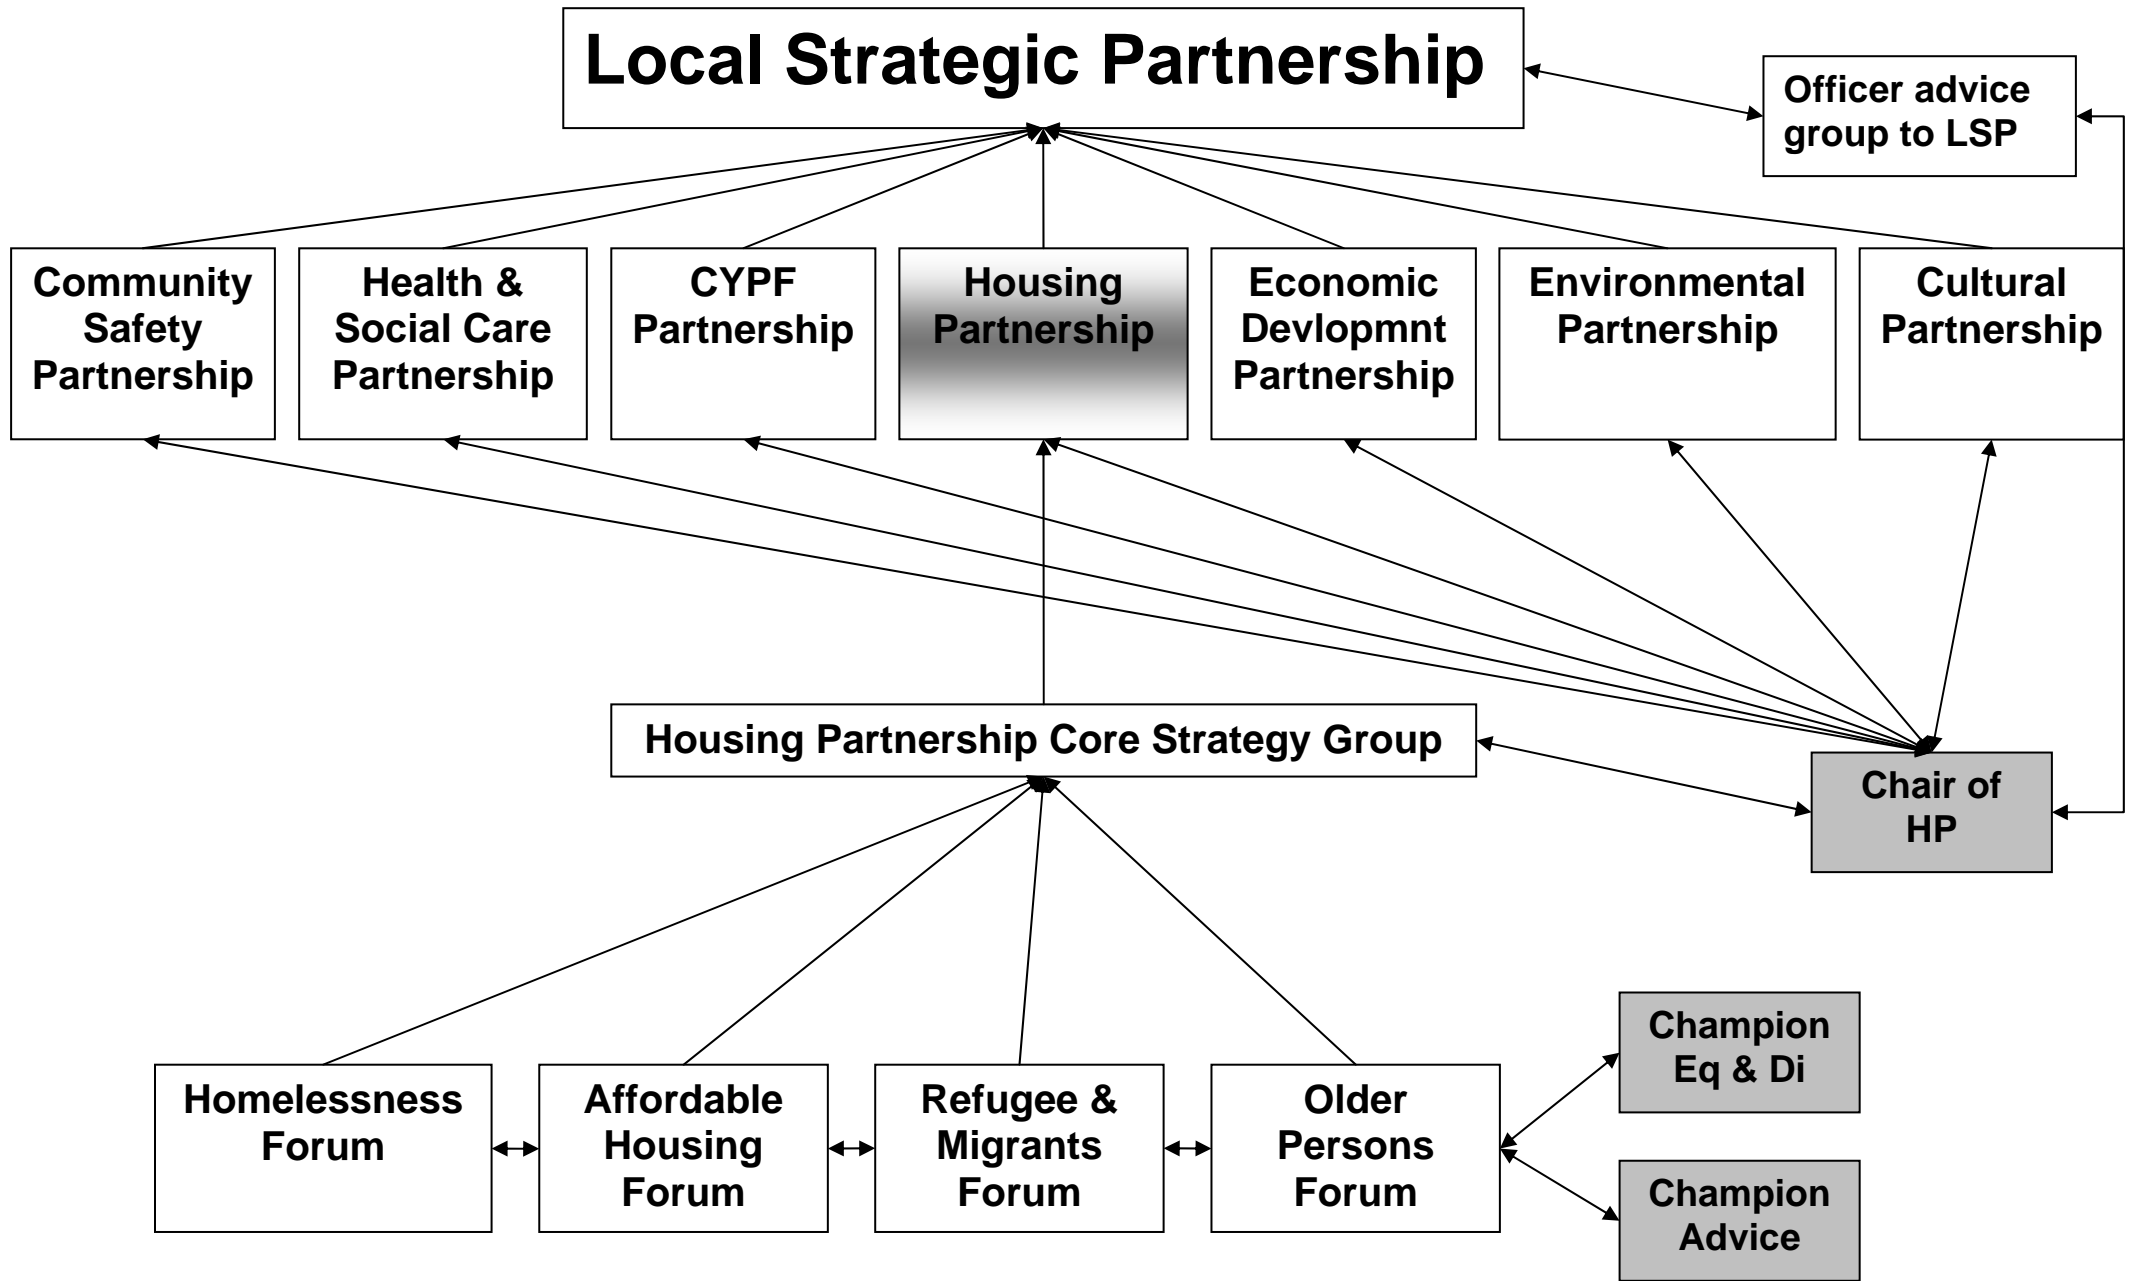 Local Strategic Partnership
Officer advice
group to LSP
Community
Safety
Partnership
Health &
Social Care
Partnership
CYPF
Partnership
Housing
Partnership
Economic
Devlopmnt
Partnership
Environmental
Partnership
Cultural
Partnership
Housing Partnership Core Strategy Group
Chair of
HP
Homelessness
Forum
Affordable
Housing
Forum
Refugee &
Migrants
Forum
Older
Persons
Forum
Champion
Eq & Di
Champion
Advice